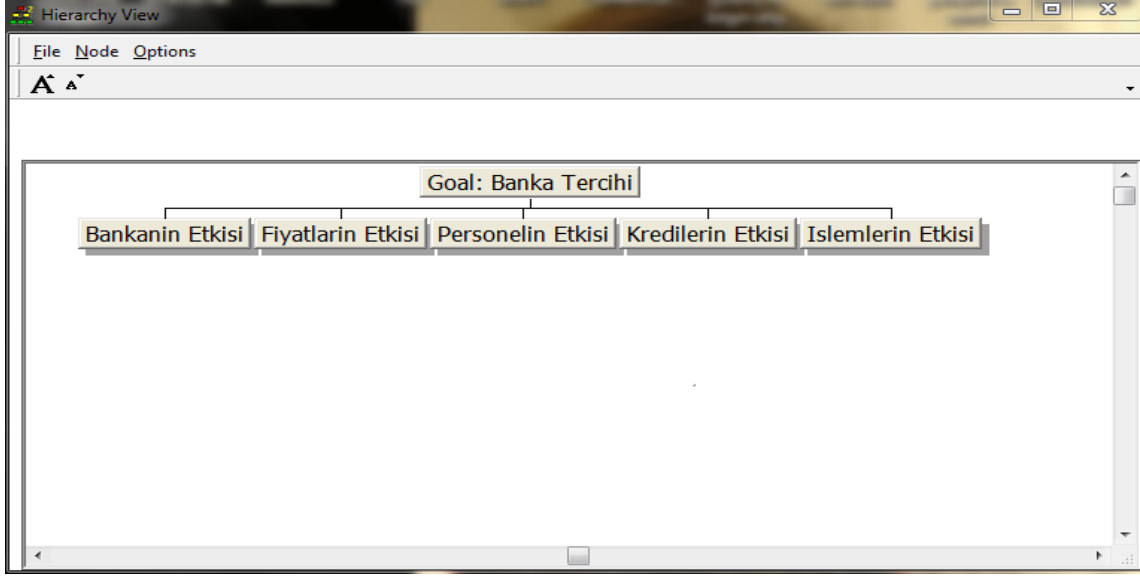 Hierarchy View
File Node Options
A A
Goal: Banka Tercihi
Bankanin Etkisi Fiyatlarin Etkisi Personelin Etkisi Kredilerin Etkisi Islemlerin Etkisi